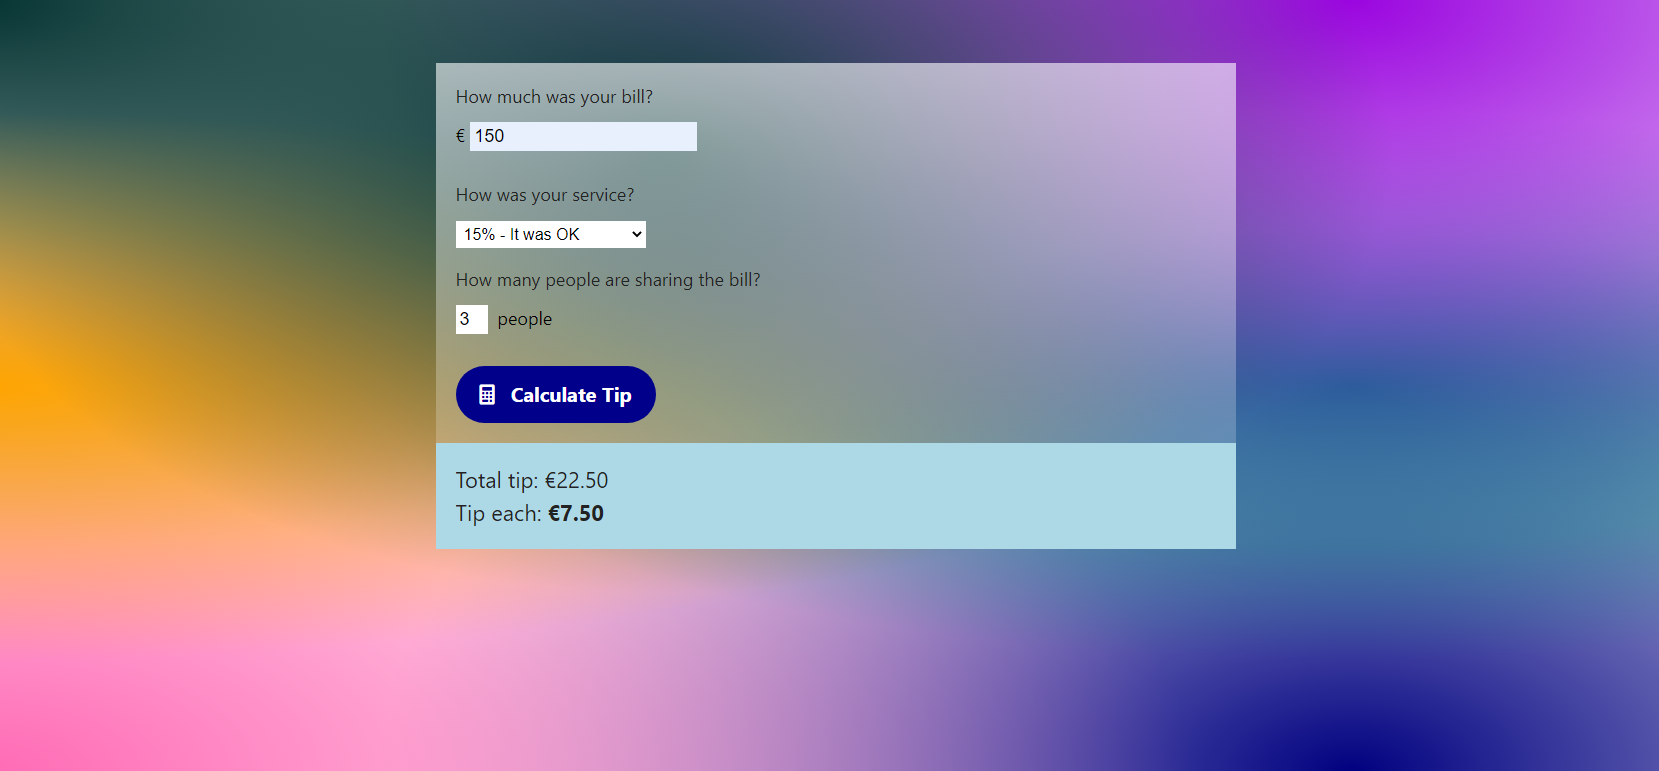 How much was your bill?
€ 150
How was your service?
15% - It was OK
How many people are sharing the bill?
3 people
Calculate Tip
Total tip: €22.50
Tip each: €7.50